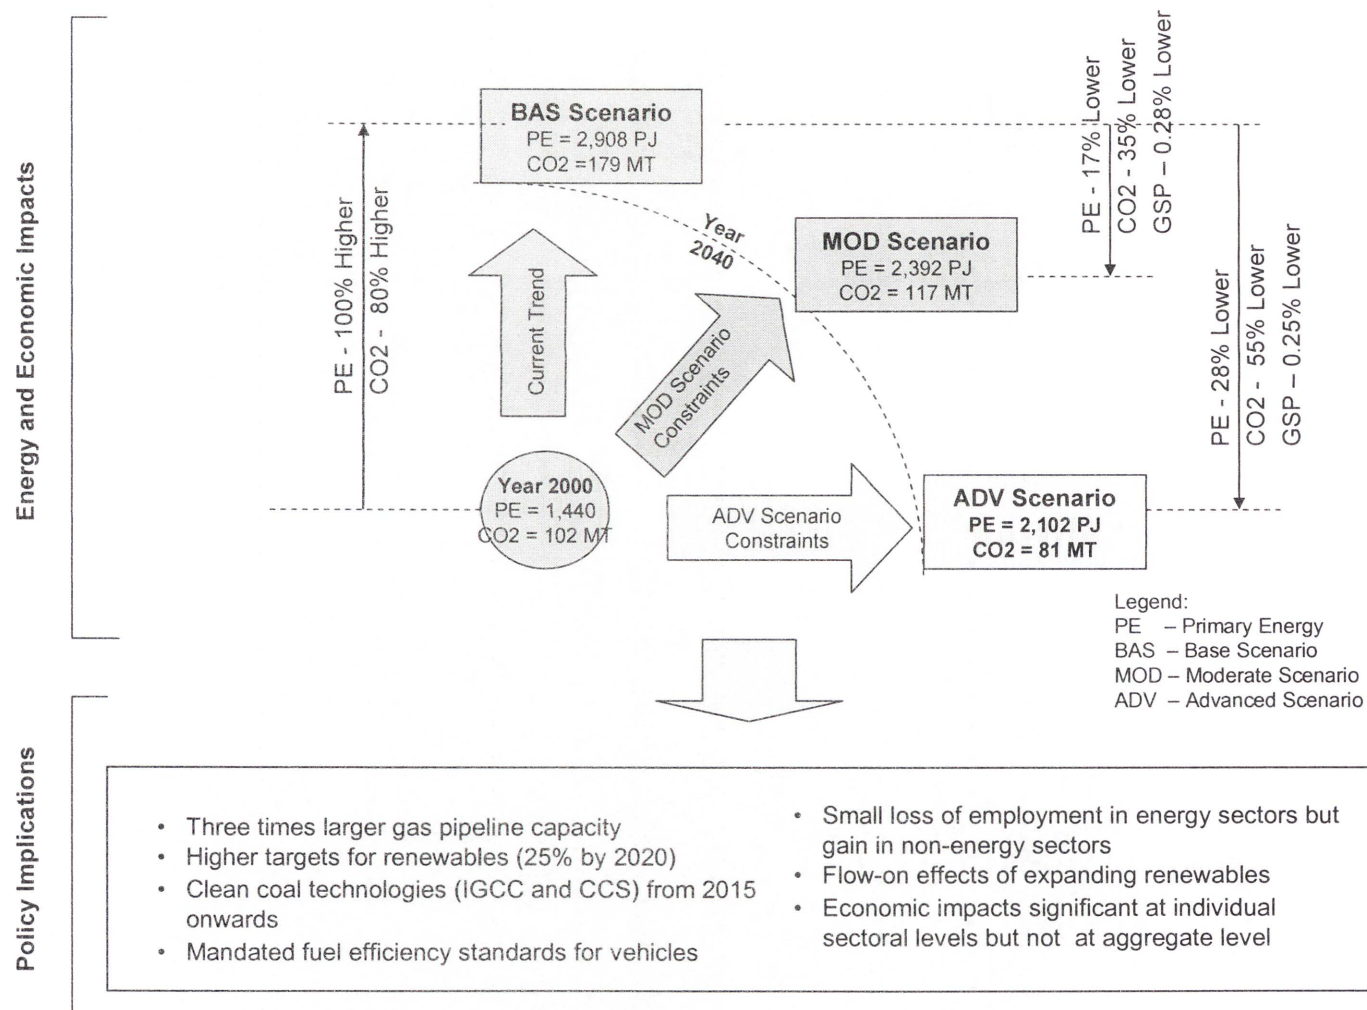 Energy and Economic Impacts
PE - 100% Higher
CO2 - 80% Higher
BAS Scenario
PE = 2,908 PJ
CO2 =179 MT
Current Trend
Year
2040
MOD Scenario
PE = 2,392 PJ
CO2 = 117 MT
MOD Scenario
Constraints
PE - 17% Lower
CO2 - 35% Lower
GSP – 0.28% Lower
PE - 28% Lower
CO2 - 55% Lower
GSP – 0.25% Lower
Year 2000
PE = 1,440
CO2 = 102 MT
ADV Scenario
Constraints
ADV Scenario
PE = 2,102 PJ
CO2 = 81 MT
Legend:
PE – Primary Energy
BAS – Base Scenario
MOD – Moderate Scenario
ADV – Advanced Scenario
Policy Implications
• Three times larger gas pipeline capacity
• Higher targets for renewables (25% by 2020)
• Clean coal technologies (IGCC and CCS) from 2015
onwards
• Mandated fuel efficiency standards for vehicles
• Small loss of employment in energy sectors but
gain in non-energy sectors
• Flow-on effects of expanding renewables
• Economic impacts significant at individual
sectoral levels but not at aggregate level